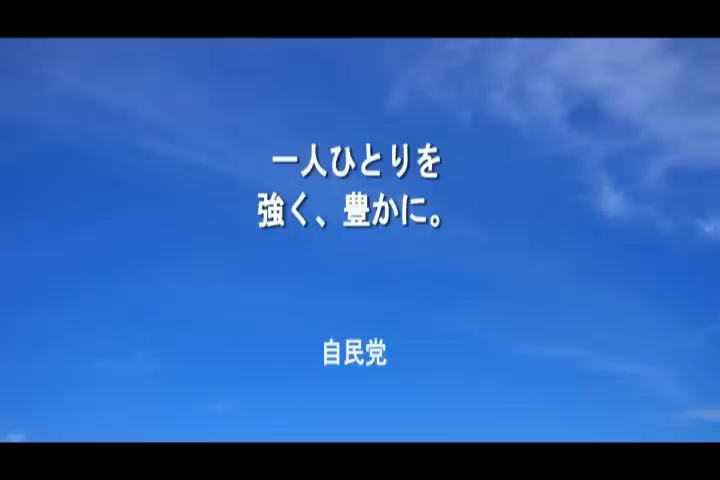 一人ひとりを
強く、豊かに。
自民党